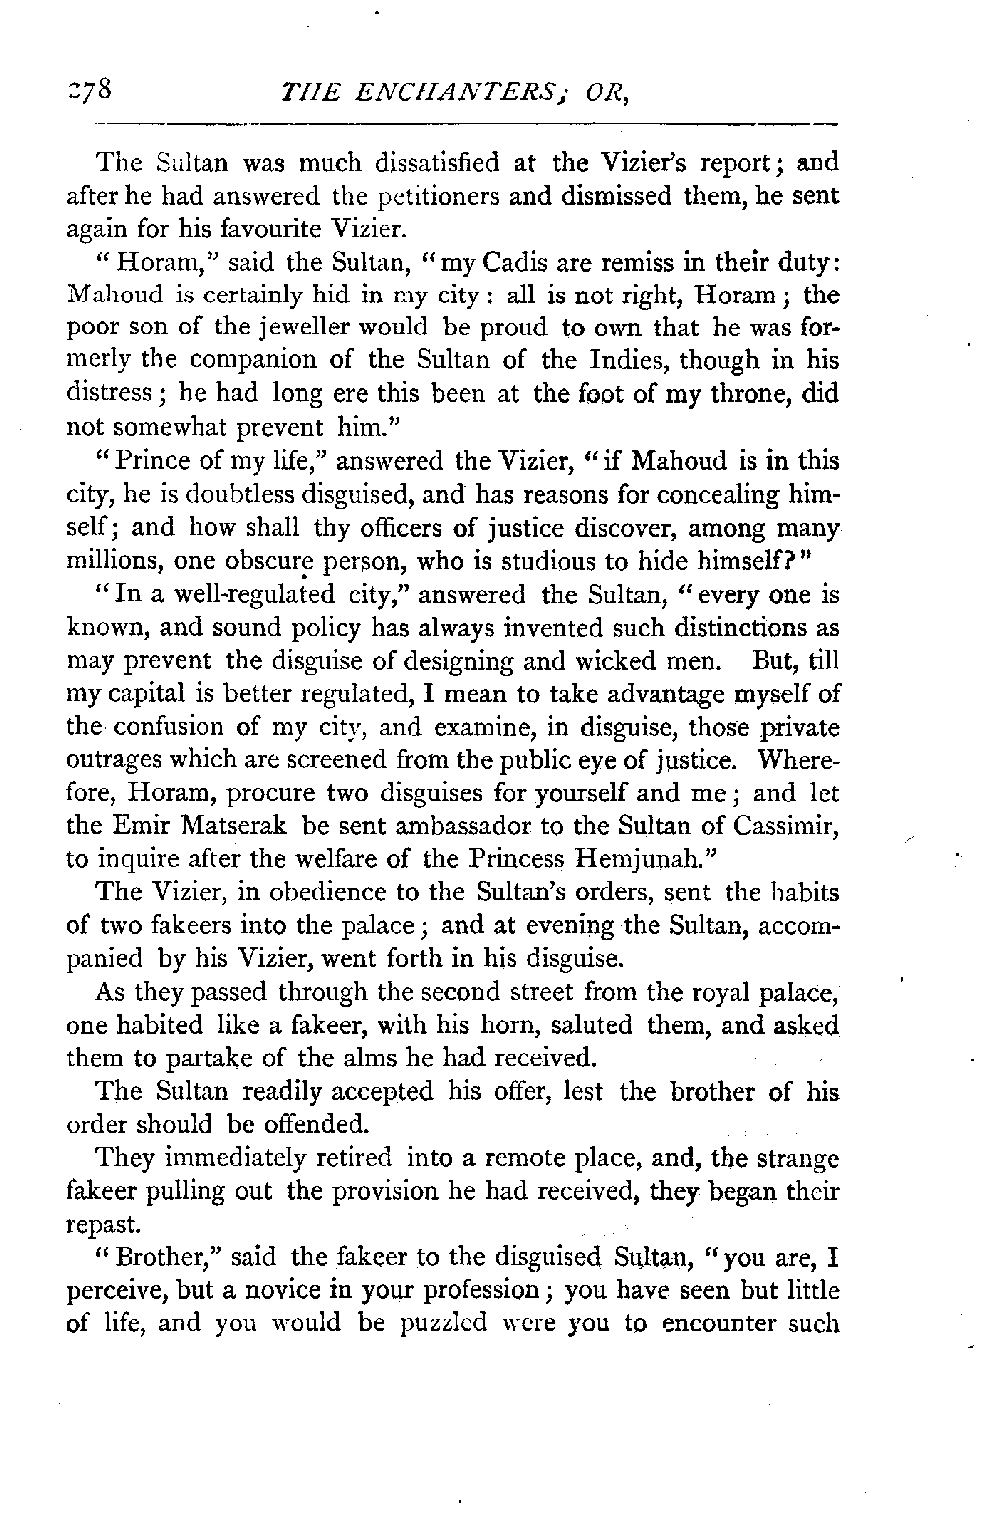 278 THE ENCHANTERS; OR,
The Sultan was much dissatisfied at the Vizier's report; and
after he had answered the petitioners and dismissed them, he sent
again for his favourite Vizier.
"Horam," said the Sultan, "my Cadis are remiss in their duty:
Mahoud is certainly hid in my city: all is not right, Horam; the
poor son of the jeweller would be proud to own that he was for-
merly the companion of the Sultan of the Indies, though in his
distress; he had long ere this been at the foot of my throne, did
not somewhat prevent him."
"Prince of my life," answered the Vizier, "if Mahoud is in this
city, he is doubtless disguised, and has reasons for concealing him-
self; and how shall thy officers of justice discover, among many
millions, one obscure person, who is studious to hide himself?"
"In a well-regulated city," answered the Sultan, "every one is
known, and sound policy has always invented such distinctions as
may prevent the disguise of designing and wicked men. But, till
my capital is better regulated, I mean to take advantage myself of
the confusion of my city, and examine, in disguise, those private
outrages which are screened from the public eye of justice. Where-
fore, Horam, procure two disguises for yourself and me; and let
the Emir Matserak be sent ambassador to the Sultan of Cassimir,
to inquire after the welfare of the Princess Hemjunah."
The Vizier, in obedience to the Sultan's orders, sent the habits
of two fakeers into the palace; and at evening the Sultan, accom-
panied by his Vizier, went forth in his disguise.
As they passed through the second street from the royal palace,
one habited like a fakeer, with his horn, saluted them, and asked
them to partake of the alms he had received.
The Sultan readily accepted his offer, lest the brother of his
order should be offended.
They immediately retired into a remote place, and, the strange
fakeer pulling out the provision he had received, they began their
repast.
"Brother," said the fakeer to the disguised Sultan, "you are, I
perceive, but a novice in your profession; you have seen but little
of life, and you would be puzzled were you to encounter such